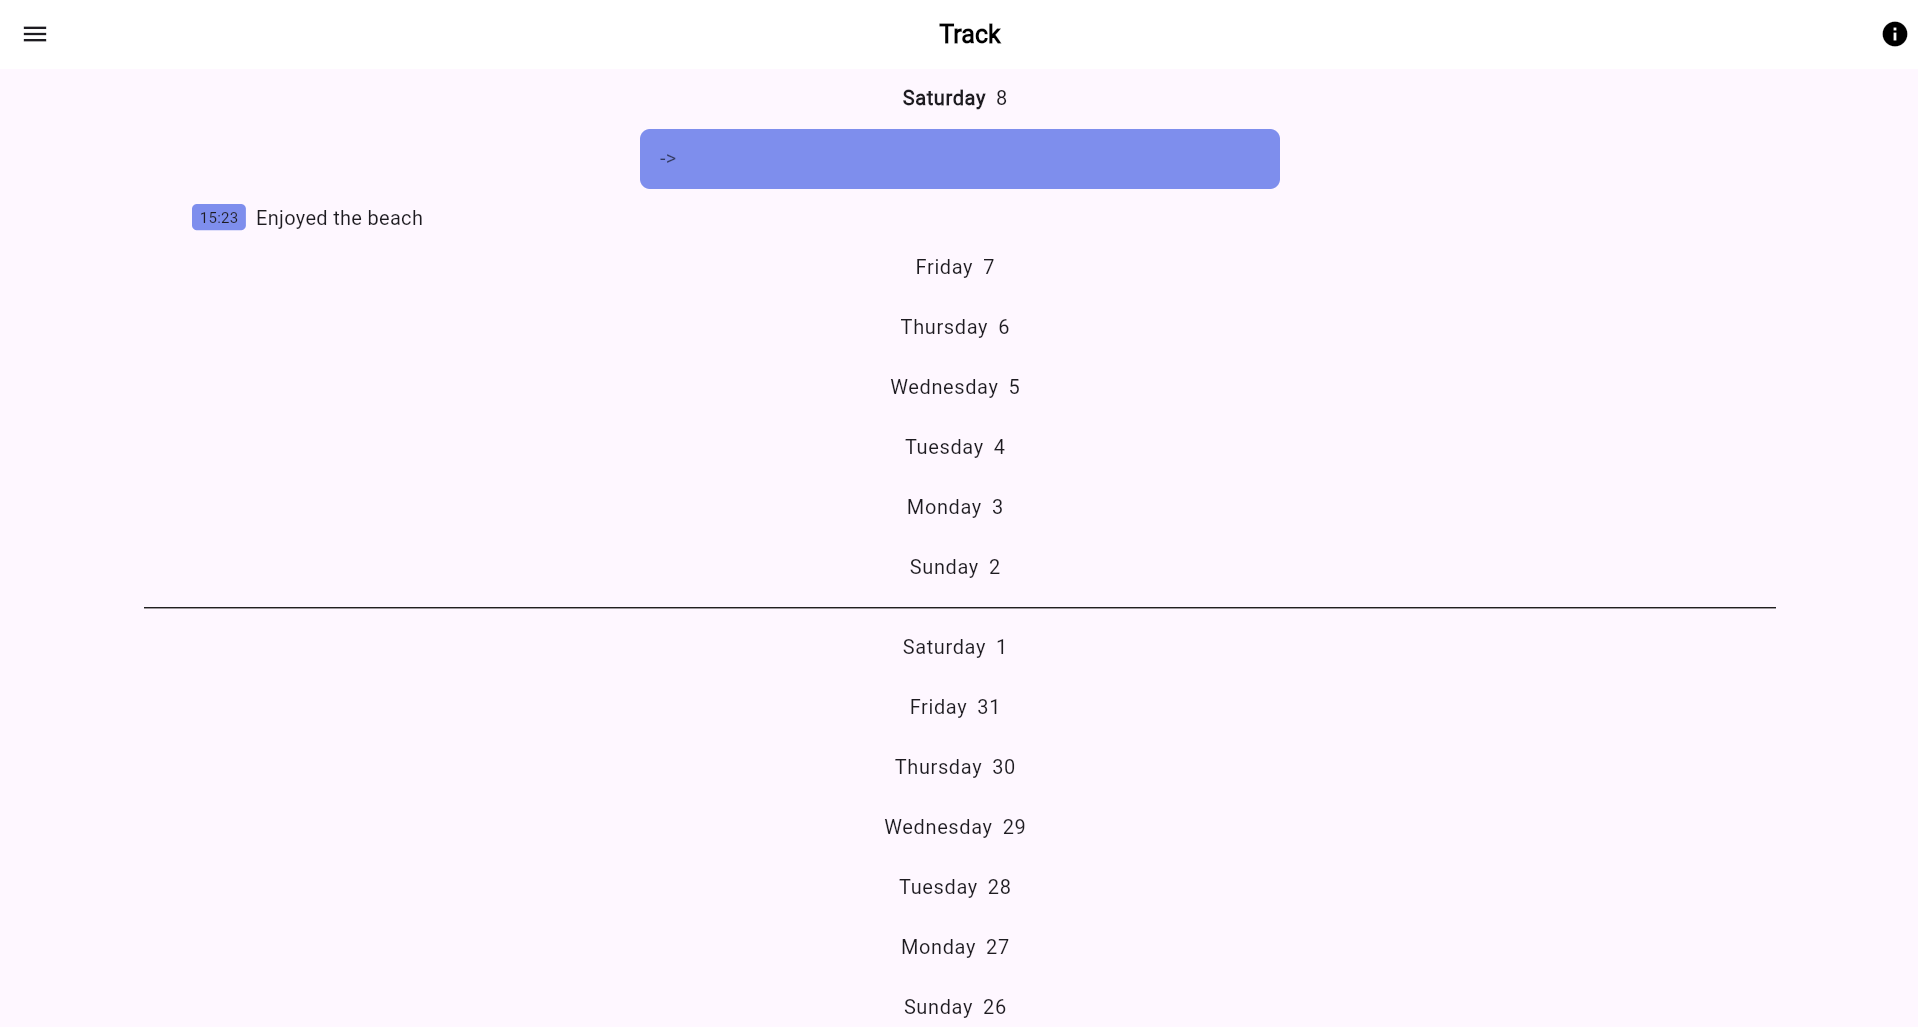 Track
Saturday 8
->
15:23 Enjoyed the beach
Friday 7
Thursday 6
Wednesday 5
Tuesday 4
Monday 3
Sunday 2
Saturday 1
Friday 31
Thursday 30
Wednesday 29
Tuesday 28
Monday 27
Sunday 26